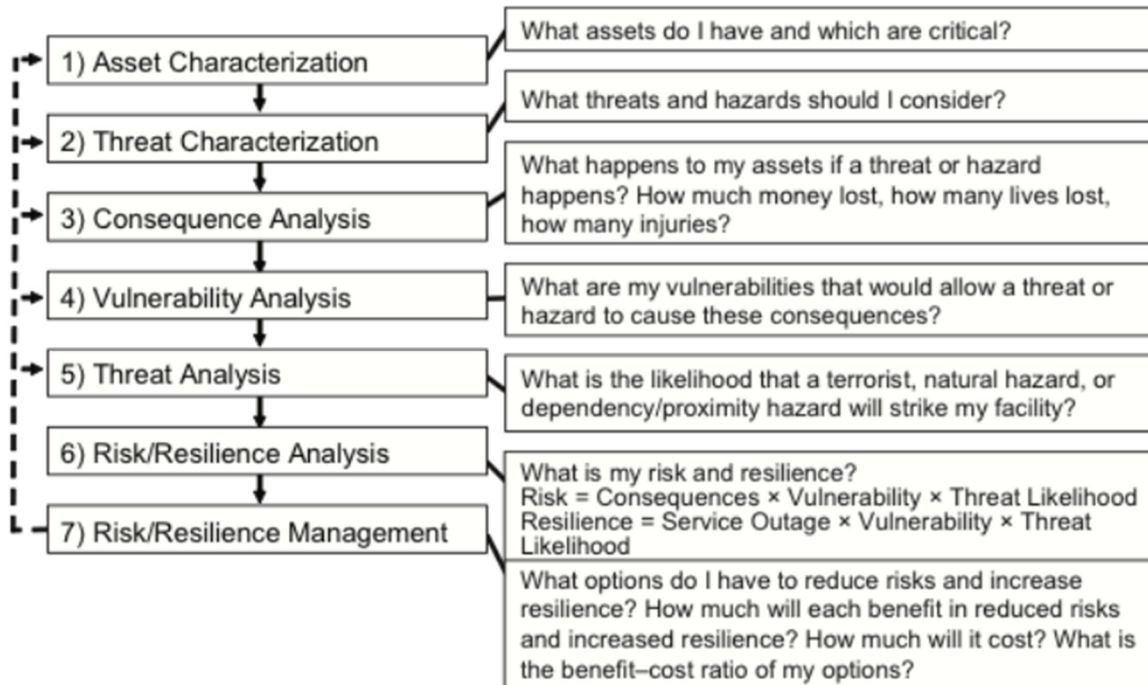 1) Asset Characterization
What assets do I have and which are critical?
2) Threat Characterization
What threats and hazards should I consider?
3) Consequence Analysis
What happens to my assets if a threat or hazard
happens? How much money lost, how many lives lost,
how many injuries?
4) Vulnerability Analysis
What are my vulnerabilities that would allow a threat or
hazard to cause these consequences?
5) Threat Analysis
What is the likelihood that a terrorist, natural hazard, or
dependency/proximity hazard will strike my facility?
6) Risk/Resilience Analysis
What is my risk and resilience?
Risk = Consequences × Vulnerability × Threat Likelihood
Resilience = Service Outage × Vulnerability × Threat
Likelihood
7) Risk/Resilience Management
What options do I have to reduce risks and increase
resilience? How much will each benefit in reduced risks
and increased resilience? How much will it cost? What is
the benefit–cost ratio of my options?